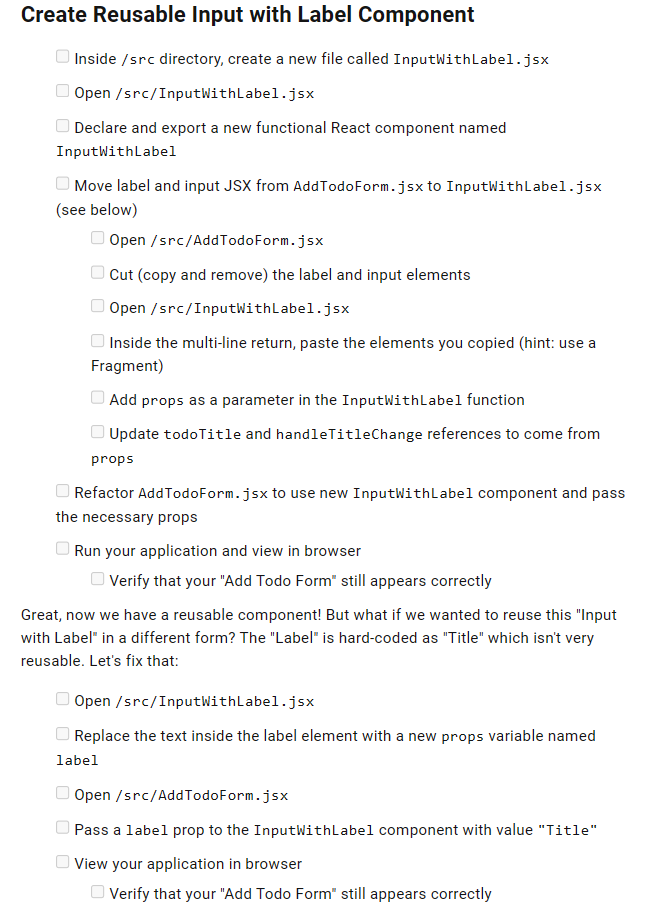 Create Reusable Input with Label Component
Inside /src directory, create a new file called InputWithLabel.jsx
Open /src/InputWithLabel.jsx
Declare and export a new functional React component named
InputWithLabel
Move label and input JSX from AddTodoForm.jsx to InputWithLabel.jsx
(see below)
Open /src/AddTodoForm.jsx
Cut (copy and remove) the label and input elements
Open /src/InputWithLabel.jsx
Inside the multi-line return, paste the elements you copied (hint: use a
Fragment)
Add props as a parameter in the InputWithLabel function
Update todoTitle and handleTitleChange references to come from
props
Refactor AddTodoForm.jsx to use new InputWithLabel component and pass
the necessary props
Run your application and view in browser
Verify that your "Add Todo Form" still appears correctly
Great, now we have a reusable component! But what if we wanted to reuse this "Input
with Label" in a different form? The "Label" is hard-coded as "Title" which isn't very
reusable. Let's fix that:
Open /src/InputWithLabel.jsx
Replace the text inside the label element with a new props variable named
label
Open /src/AddTodoForm.jsx
Pass a label prop to the InputWithLabel component with value "Title"
View your application in browser
Verify that your "Add Todo Form" still appears correctly